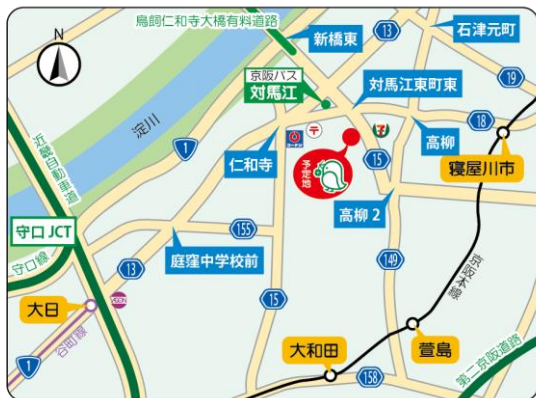 鳥飼仁和寺大橋有料道路
新橋東
13
石津元町
N
京阪バス
対馬江
対馬江東町東
19
淀川
1
18
近畿自動車道
仁和寺
予定地
15
高柳
寝屋川市
高柳2
守口JCT
155
守口線
13
庭窪中学校前
149
京阪本線
大日
AEON
15
谷町線
萱島
大和田
1
158
第二京阪道路